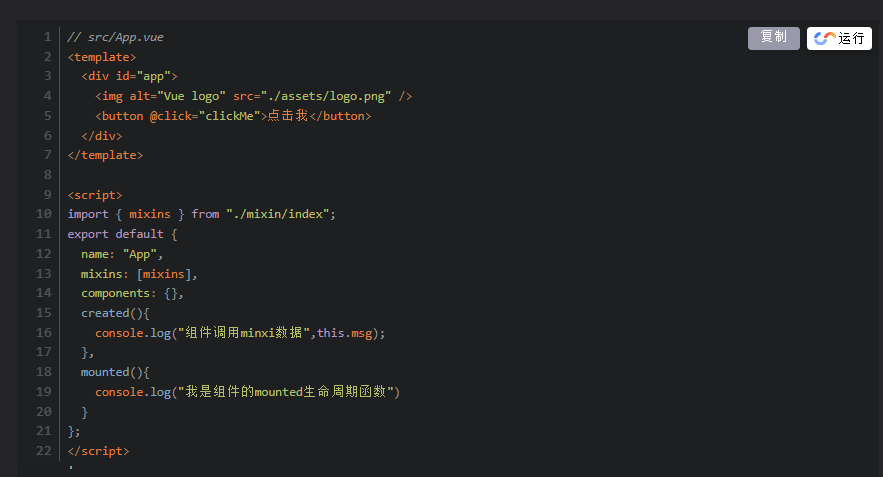 复制
运行
1 // src/App.vue
2 <template>
3   <div id="app">
4     <img alt="Vue logo" src="./assets/logo.png" />
5     <button @click="clickMe">点击我</button>
6   </div>
7 </template>
8
9 <script>
10 import { mixins } from "./mixin/index";
11 export default {
12   name: "App",
13   mixins: [mixins],
14   components: {},
15   created(){
16     console.log("组件调用minxi数据",this.msg);
17   },
18   mounted(){
19     console.log("我是组件的mounted生命周期函数")
20   }
21 };
22 </script>